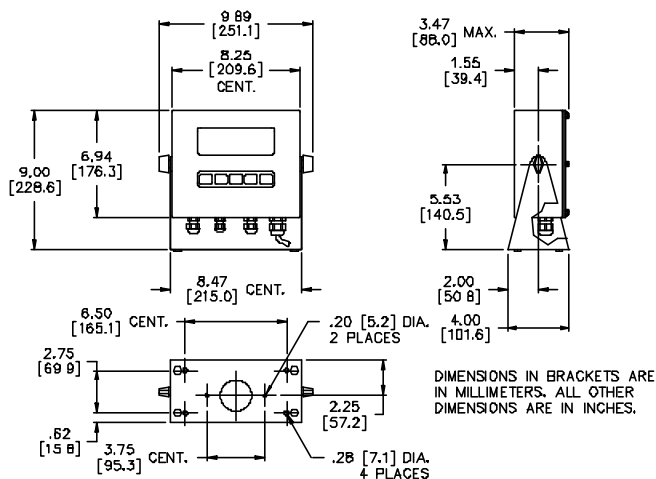 9.89
[251.1]
8.25
[209.6]
CENT.
9.00
[228.6]
6.94
[176.3]
8.47
[215.0] CENT.
3.47 MAX.
[88.0]
1.55
[39.4]
5.53
[140.5]
2.00
[50.8]
4.00
[101.6]
6.50
[165.1] CENT.
.20 [5.2] DIA.
2 PLACES
2.75
[69.9]
.62
[15.8]
3.75
[95.3] CENT.
2.25
[57.2]
.28 [7.1] DIA.
4 PLACES
DIMENSIONS IN BRACKETS ARE
IN MILLIMETERS. ALL OTHER
DIMENSIONS ARE IN INCHES.